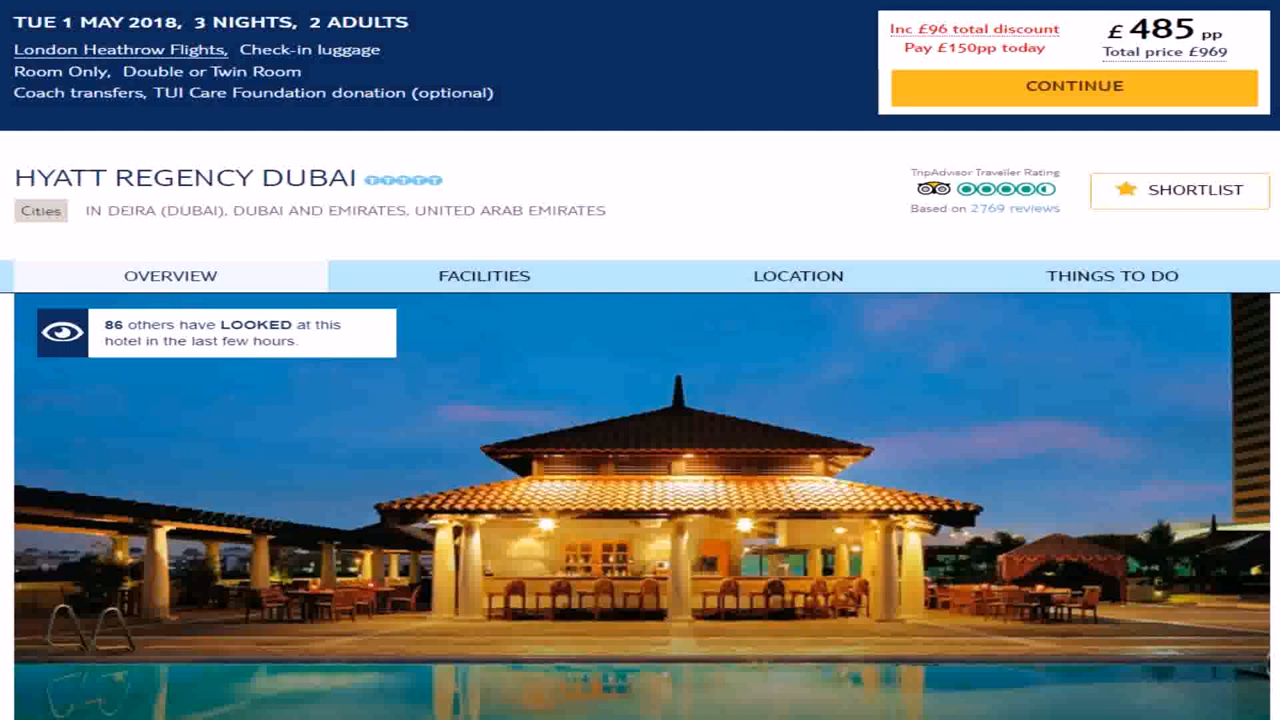 TUE 1 MAY 2018, 3 NIGHTS, 2 ADULTS
London Heathrow Flights, Check-in luggage
Room Only, Double or Twin Room
Coach transfers, TUI Care Foundation donation (optional)
Inc £96 total discount
Pay £150pp today
£ 485 pp
Total price £969
CONTINUE
HYATT REGENCY DUBAI TTTTT
Cities IN DEIRA (DUBAI), DUBAI AND EMIRATES, UNITED ARAB EMIRATES
TripAdvisor Traveller Rating
Based on 2769 reviews
SHORTLIST
OVERVIEW FACILITIES LOCATION THINGS TO DO
86 others have LOOKED at this
hotel in the last few hours.